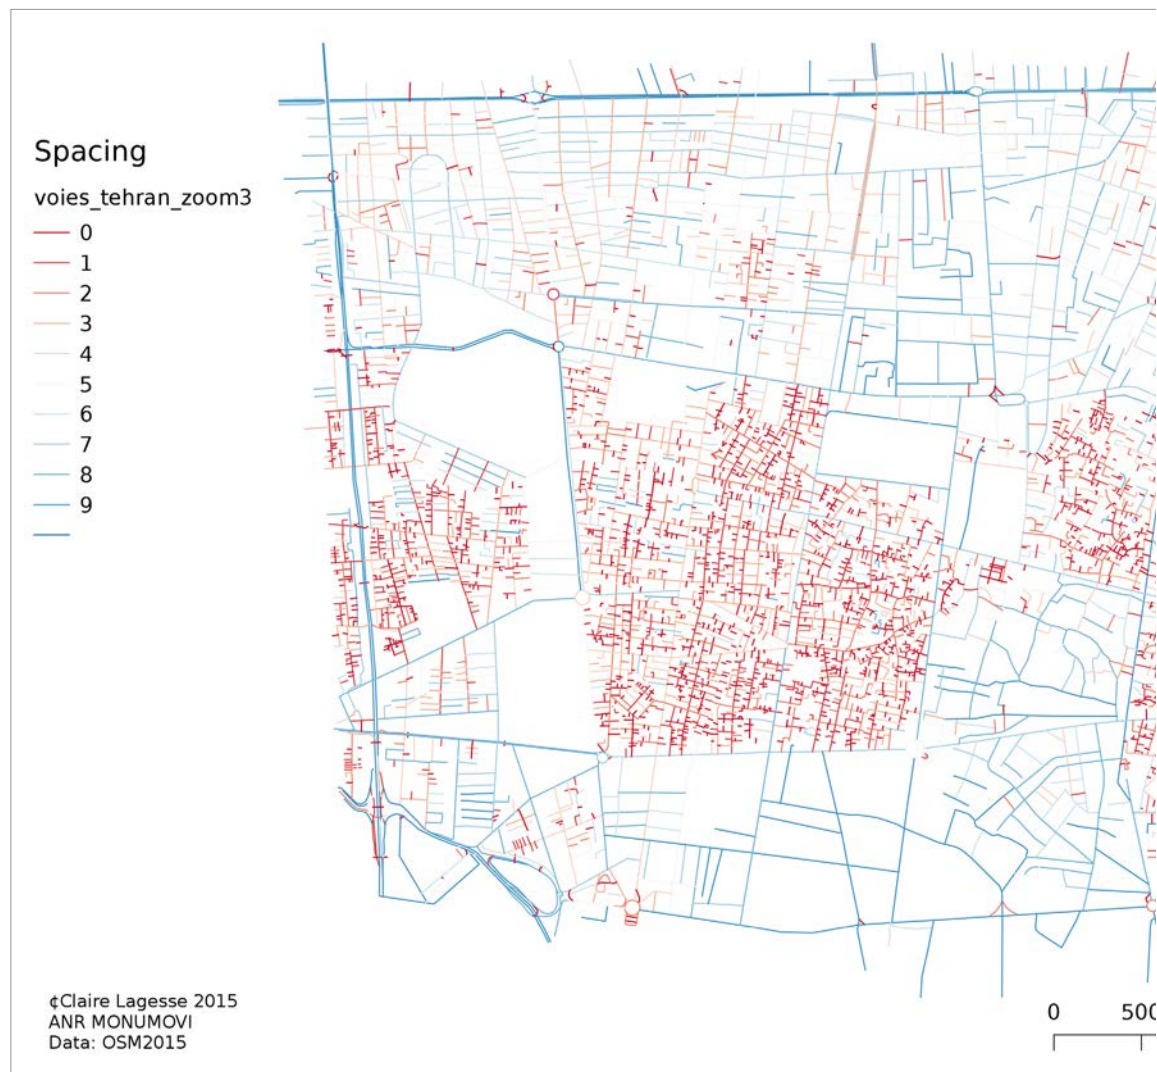 Spacing
voies_tehran_zoom3
0
1
2
3
4
5
6
7
8
9
¢Claire Lagesse 2015
ANR MONUMOVI
Data: OSM2015
0 500